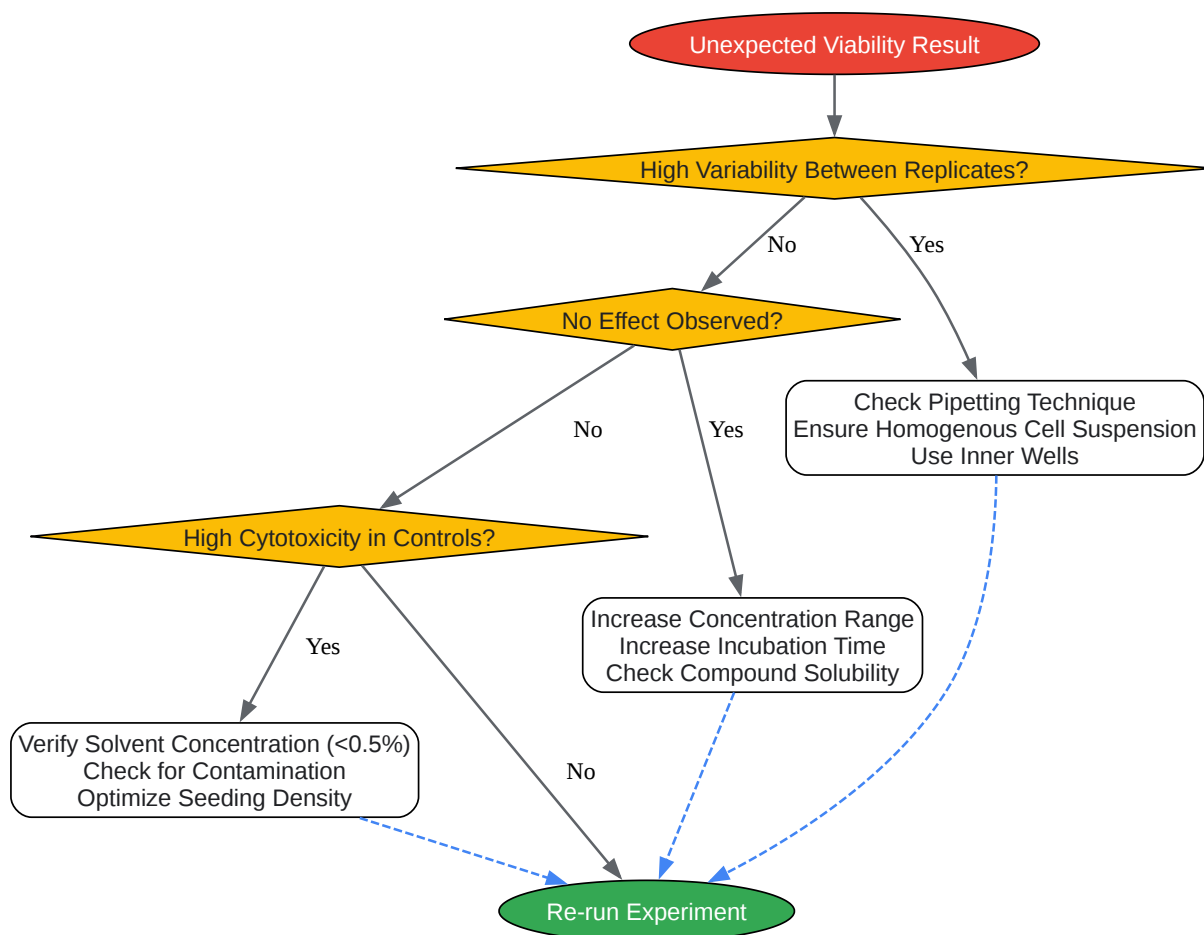 Unexpected Viability Result
High Variability Between Replicates?
No
Yes
No Effect Observed?
Check Pipetting Technique
Ensure Homogenous Cell Suspension
Use Inner Wells
No
Yes
High Cytotoxicity in Controls?
Increase Concentration Range
Increase Incubation Time
Check Compound Solubility
Yes
Verify Solvent Concentration (<0.5%)
Check for Contamination
Optimize Seeding Density
No
Re-run Experiment